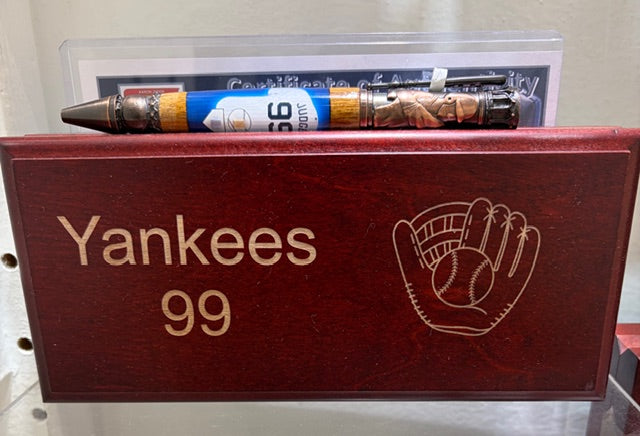 Certificate of Authenticity
JUDGE
99
Yankees
99